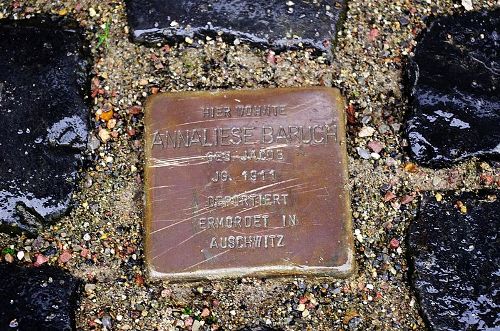 HIER WOHNTE
ANNALIESE BARUCH
GEB. JACOB
JG. 1911
DEPORTIERT
ERMORDET IN
AUSCHWITZ